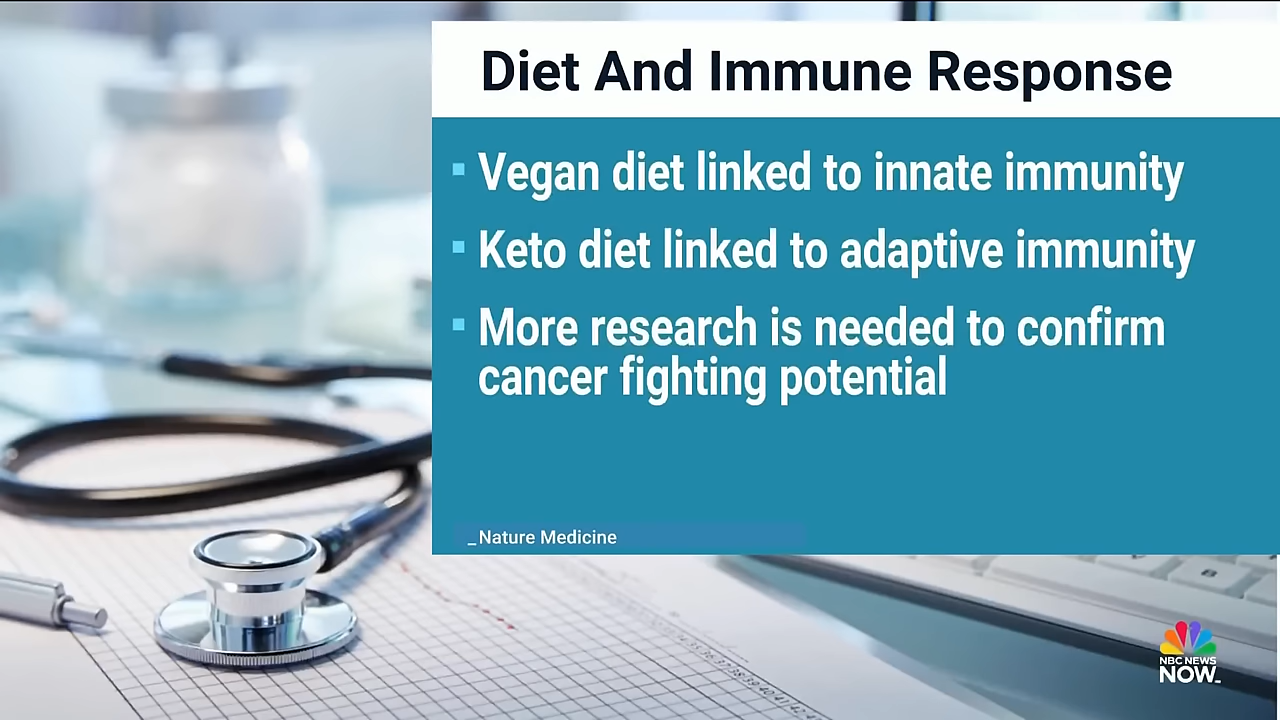 Diet And Immune Response
Vegan diet linked to innate immunity
Keto diet linked to adaptive immunity
More research is needed to confirm
cancer fighting potential
_Nature Medicine
NBC NEWS
NOW_